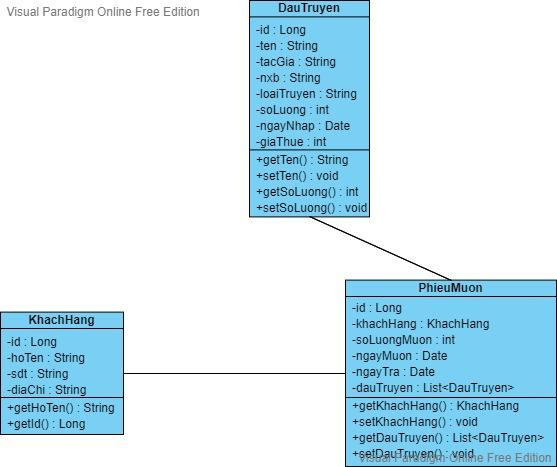 Visual Paradigm Online Free Edition
DauTruyen
-id : Long
-ten : String
-tacGia : String
-nxb : String
-loaiTruyen : String
-soLuong : int
-ngayNhap : Date
-giaThue : int
+getTen() : String
+setTen() : void
+getSoLuong() : int
+setSoLuong() : void
KhachHang
-id : Long
-hoTen : String
-sdt : String
-diaChi : String
+getHoTen() : String
+getId() : Long
PhieuMuon
-id : Long
-khachHang : KhachHang
-soLuongMuon : int
-ngayMuon : Date
-ngayTra : Date
-dauTruyen : List<DauTruyen>
+getKhachHang() : KhachHang
+setKhachHang() : void
+getDauTruyen() : List<DauTruyen>
+setDauTruyen() : void
Visual Paradigm Online Free Edition